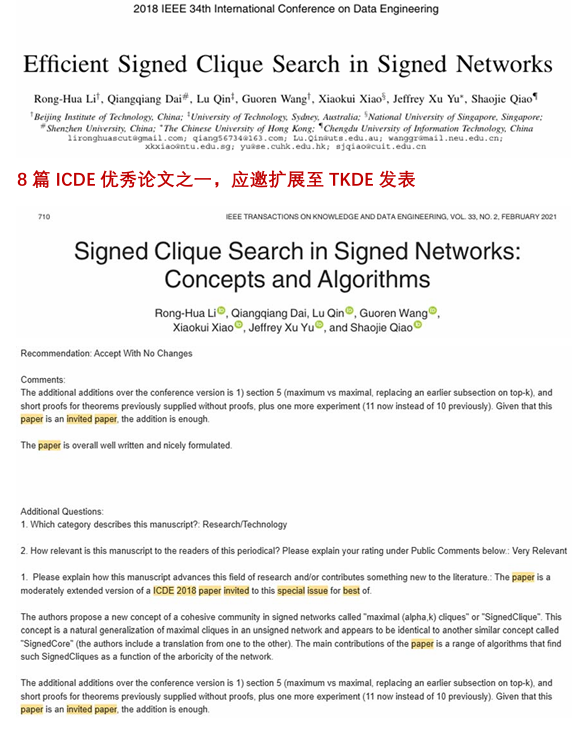 2018 IEEE 34th International Conference on Data Engineering
Efficient Signed Clique Search in Signed Networks
Rong-Hua Li†, Qiangqiang Dai#, Lu Qin‡, Guoren Wang†, Xiaokui Xiao§, Jeffrey Xu Yu*, Shaojie Qiao¶
†Beijing Institute of Technology, China; ‡University of Technology, Sydney, Australia; §National University of Singapore, Singapore;
#Shenzhen University, China; *The Chinese University of Hong Kong; ¶Chengdu University of Information Technology, China
lironghuascut@gmail.com; qiang56734@163.com; Lu.Qin@uts.edu.au; wanggr@mail.neu.edu.cn;
xkxiao@ntu.edu.sg; yu@se.cuhk.edu.hk; sjqiao@cuit.edu.cn
8 篇 ICDE 优秀论文之一，应邀扩展至 TKDE 发表
710 IEEE TRANSACTIONS ON KNOWLEDGE AND DATA ENGINEERING, VOL. 33, NO. 2, FEBRUARY 2021
Signed Clique Search in Signed Networks:
Concepts and Algorithms
Rong-Hua Li, Qiangqiang Dai, Lu Qin, Guoren Wang,
Xiaokui Xiao, Jeffrey Xu Yu, and Shaojie Qiao
Recommendation: Accept With No Changes
Comments:
The additional additions over the conference version is 1) section 5 (maximum vs maximal, replacing an earlier subsection on top-k), and
short proofs for theorems previously supplied without proofs, plus one more experiment (11 now instead of 10 previously). Given that this
paper is an invited paper, the addition is enough.
The paper is overall well written and nicely formulated.
Additional Questions:
1. Which category describes this manuscript?: Research/Technology
2. How relevant is this manuscript to the readers of this periodical? Please explain your rating under Public Comments below.: Very Relevant
1. Please explain how this manuscript advances this field of research and/or contributes something new to the literature.: The paper is a
moderately extended version of a ICDE 2018 paper invited to this special issue for best of.
The authors propose a new concept of a cohesive community in signed networks called "maximal (alpha,k) cliques" or "SignedClique". This
concept is a natural generalization of maximal cliques in an unsigned network and appears to be identical to another similar concept called
"SignedCore" (the authors include a translation from one to the other). The main contributions of the paper is a range of algorithms that find
such SignedCliques as a function of the arboricity of the network.
The additional additions over the conference version is 1) section 5 (maximum vs maximal, replacing an earlier subsection on top-k), and
short proofs for theorems previously supplied without proofs, plus one more experiment (11 now instead of 10 previously). Given that this
paper is an invited paper, the addition is enough.